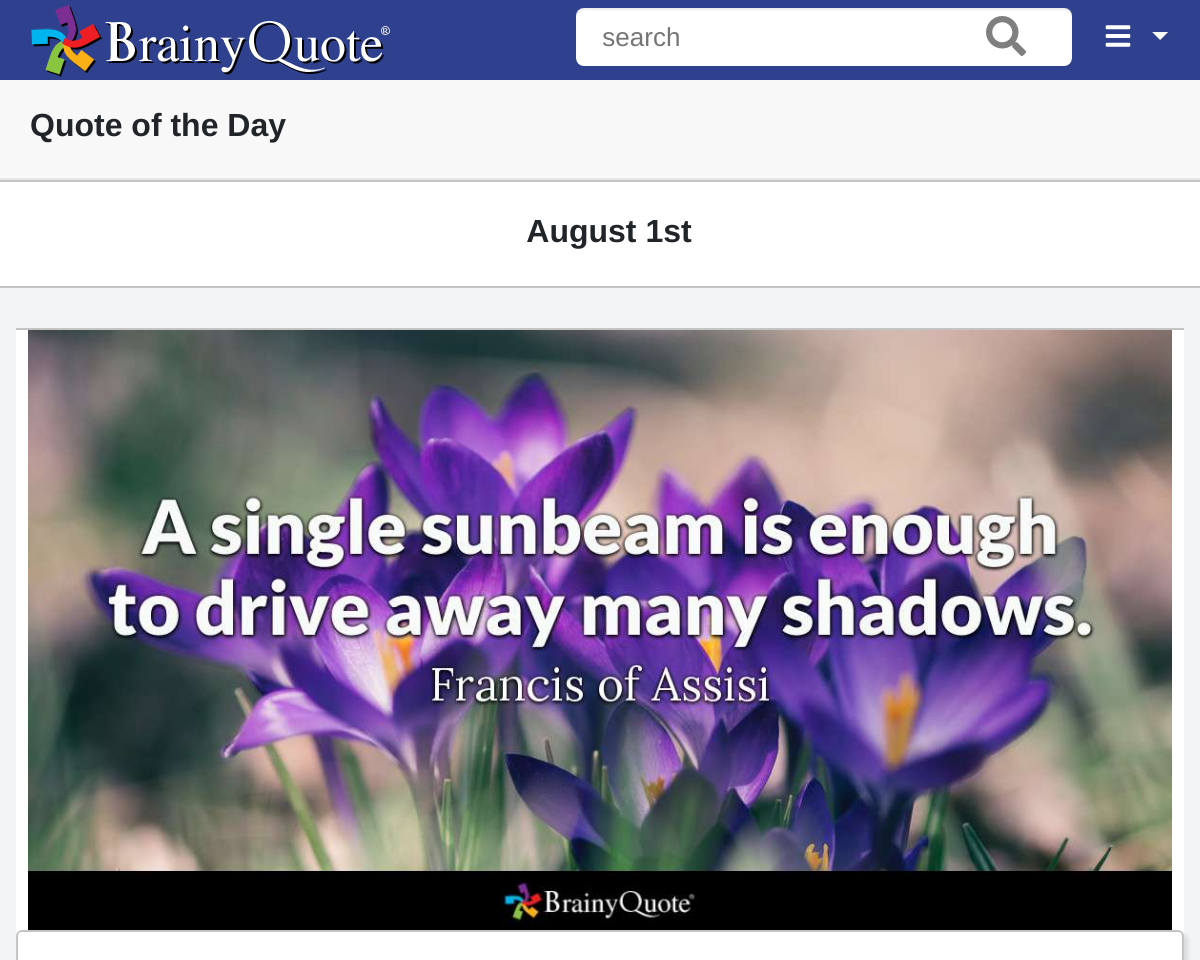 BrainyQuote®
search
Quote of the Day
August 1st
A single sunbeam is enough
to drive away many shadows.
Francis of Assisi
BrainyQuote®